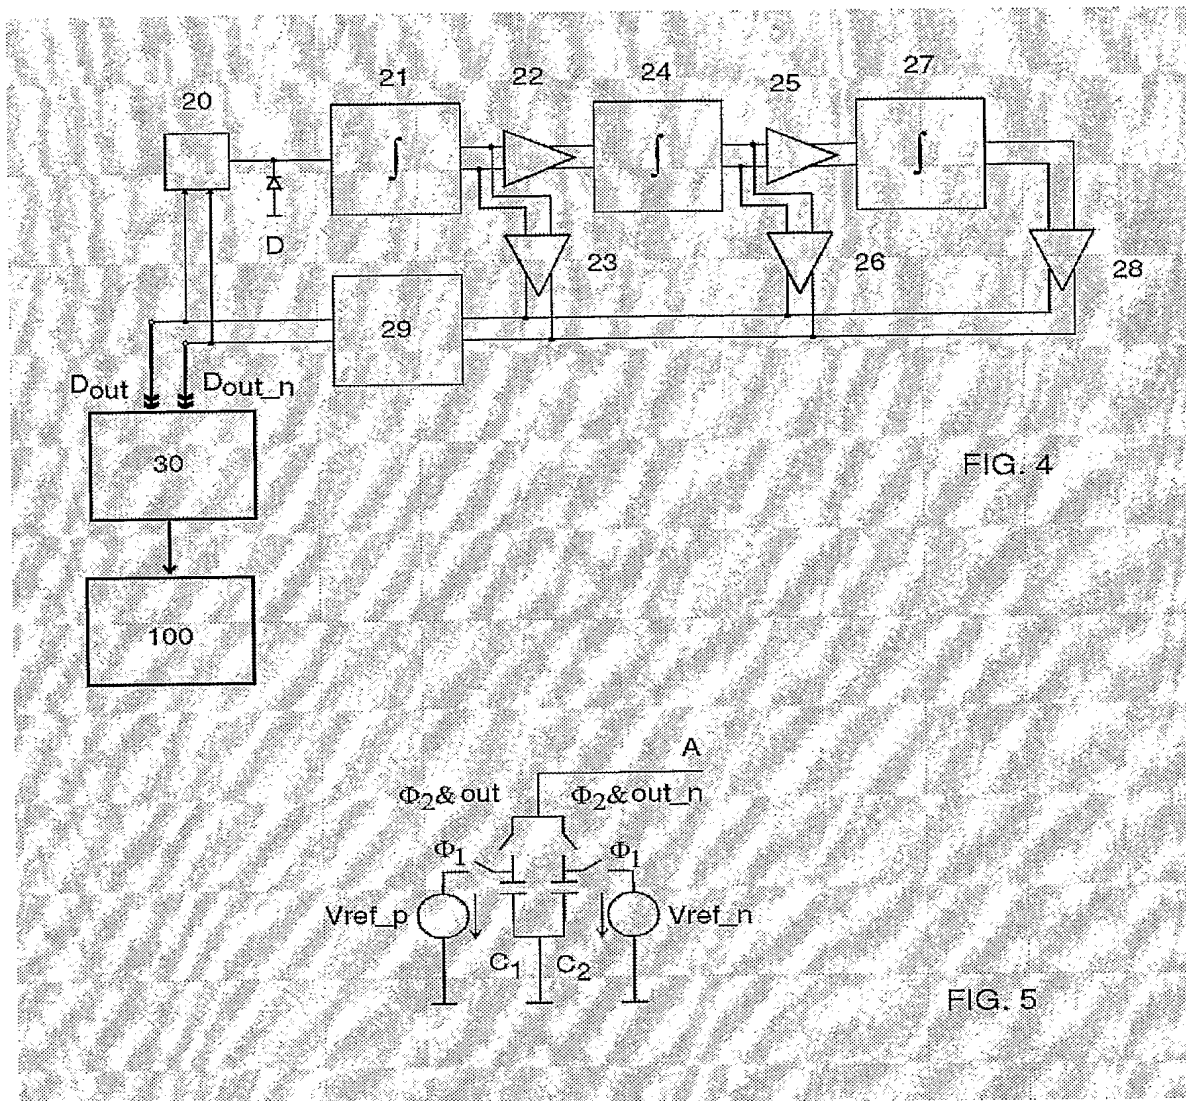 20
21
22
24
25
27
∫
∫
∫
D
23
26
28
29
Dout
Dout_n
30
FIG. 4
100
A
Φ2 & out
Φ2 & out_n
Φ1
Φ1
Vref_p
Vref_n
C1
C2
FIG. 5